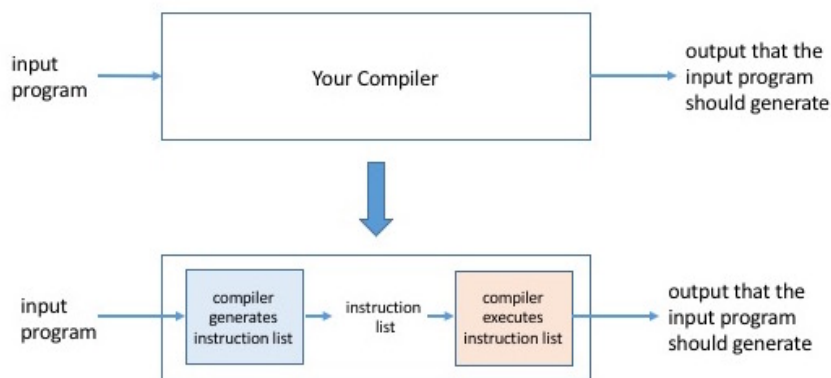 input
program
Your Compiler
output that the
input program
should generate
input
program
compiler
generates
instruction list
instruction
list
compiler
executes
instruction list
output that the
input program
should generate